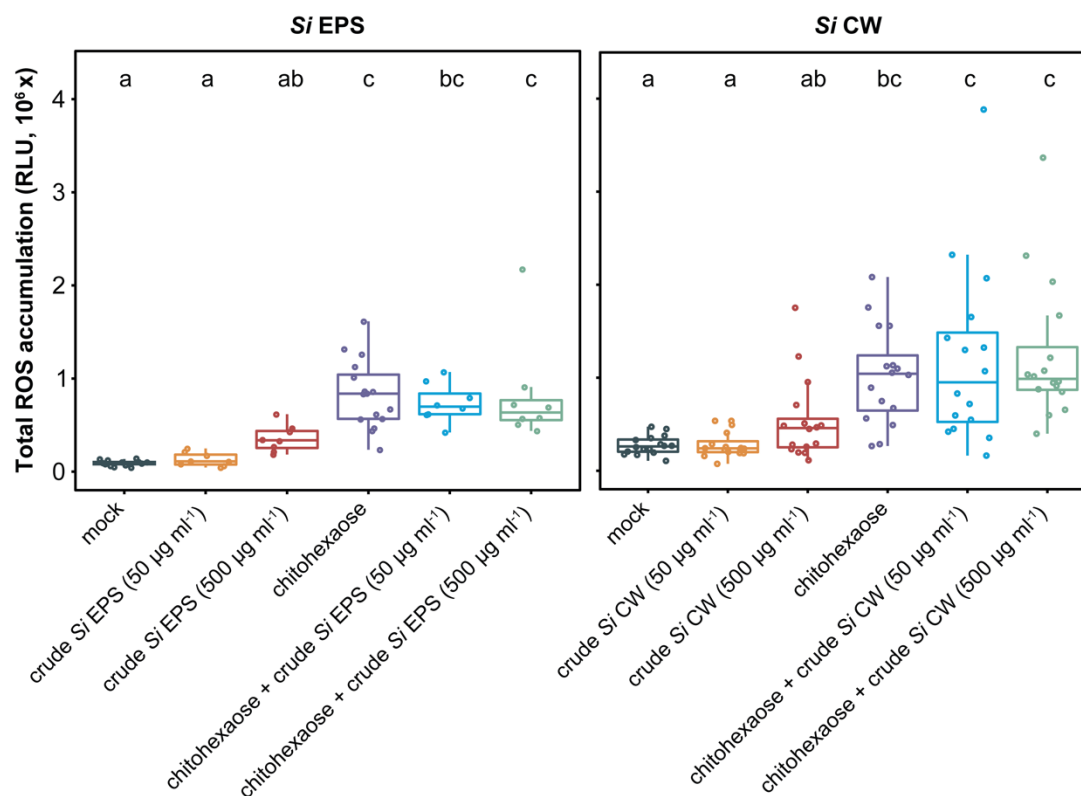 Si EPS
Si CW
Total ROS accumulation (RLU, 10⁶ x)
4
3
2
1
0
a a ab c bc c
a a ab bc c c
mock
crude Si EPS (50 µg ml⁻¹)
crude Si EPS (500 µg ml⁻¹)
chitohexaose
chitohexaose + crude Si EPS (50 µg ml⁻¹)
chitohexaose + crude Si EPS (500 µg ml⁻¹)
mock
crude Si CW (50 µg ml⁻¹)
crude Si CW (500 µg ml⁻¹)
chitohexaose
chitohexaose + crude Si CW (50 µg ml⁻¹)
chitohexaose + crude Si CW (500 µg ml⁻¹)